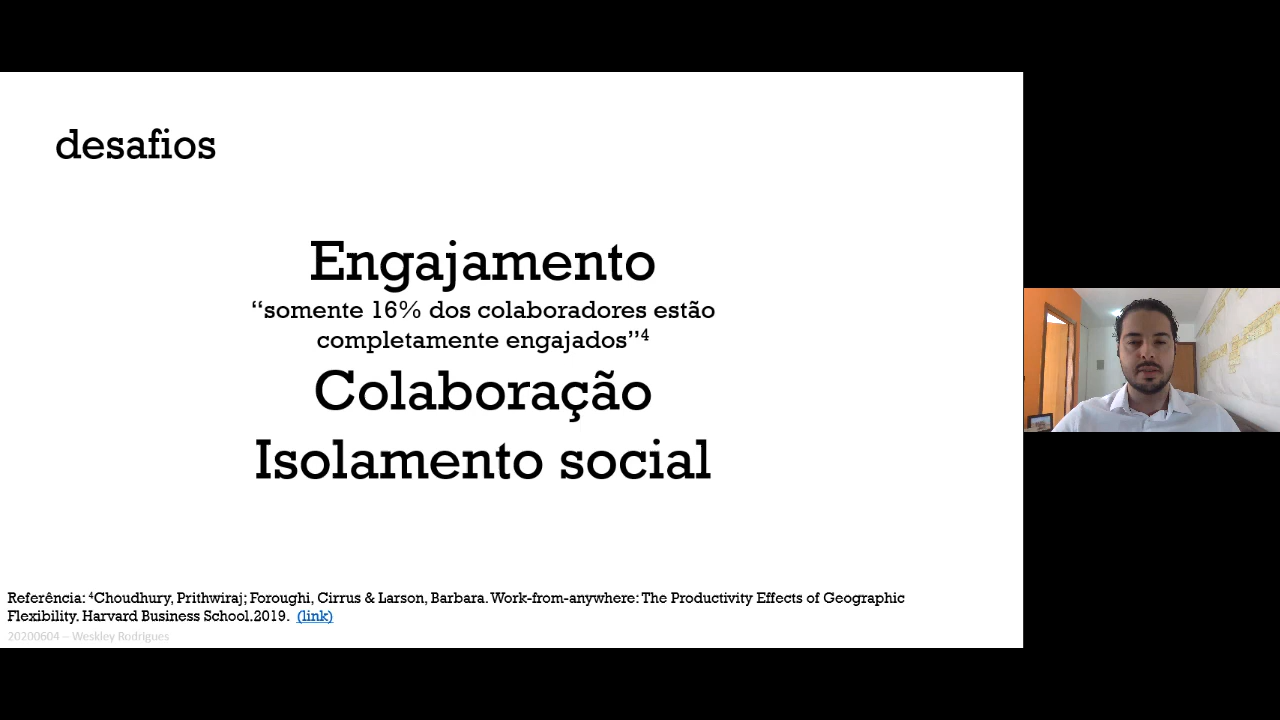 desafios
Engajamento
“somente 16% dos colaboradores estão
completamente engajados”⁴
Colaboração
Isolamento social
Referência: ⁴Choudhury, Prithwiraj; Foroughi, Cirrus & Larson, Barbara. Work-from-anywhere: The Productivity Effects of Geographic
Flexibility. Harvard Business School.2019. (link)
20200604 – Weskley Rodrigues